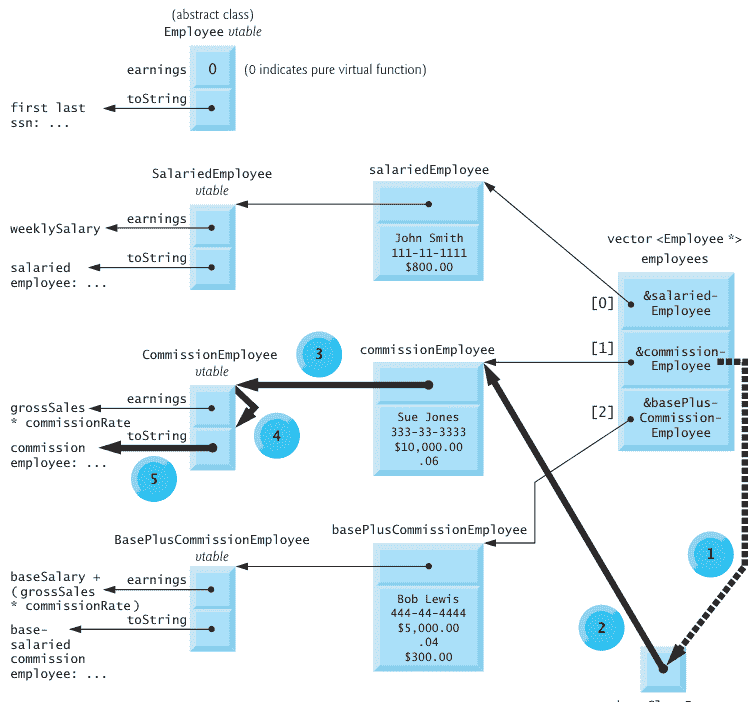 (abstract class)
Employee vtable
earnings
0
(0 indicates pure virtual function)
toString
first last
ssn: ...
SalariedEmployee
vtable
salariedEmployee
earnings
weeklySalary
toString
salaried
employee: ...
John Smith
111-11-1111
$800.00
vector <Employee *>
employees
[0]
&salaried-
Employee
[1]
&commission-
Employee
[2]
&basePlus-
Commission-
Employee
CommissionEmployee
vtable
3
commissionEmployee
earnings
grossSales
* commissionRate
toString
commission
employee: ...
4
5
Sue Jones
333-33-3333
$10,000.00
.06
BasePlusCommissionEmployee
vtable
basePlusCommissionEmployee
earnings
baseSalary +
(grossSales
* commissionRate)
toString
base-
salaried
commission
employee: ...
Bob Lewis
444-44-4444
$5,000.00
.04
$300.00
1
2